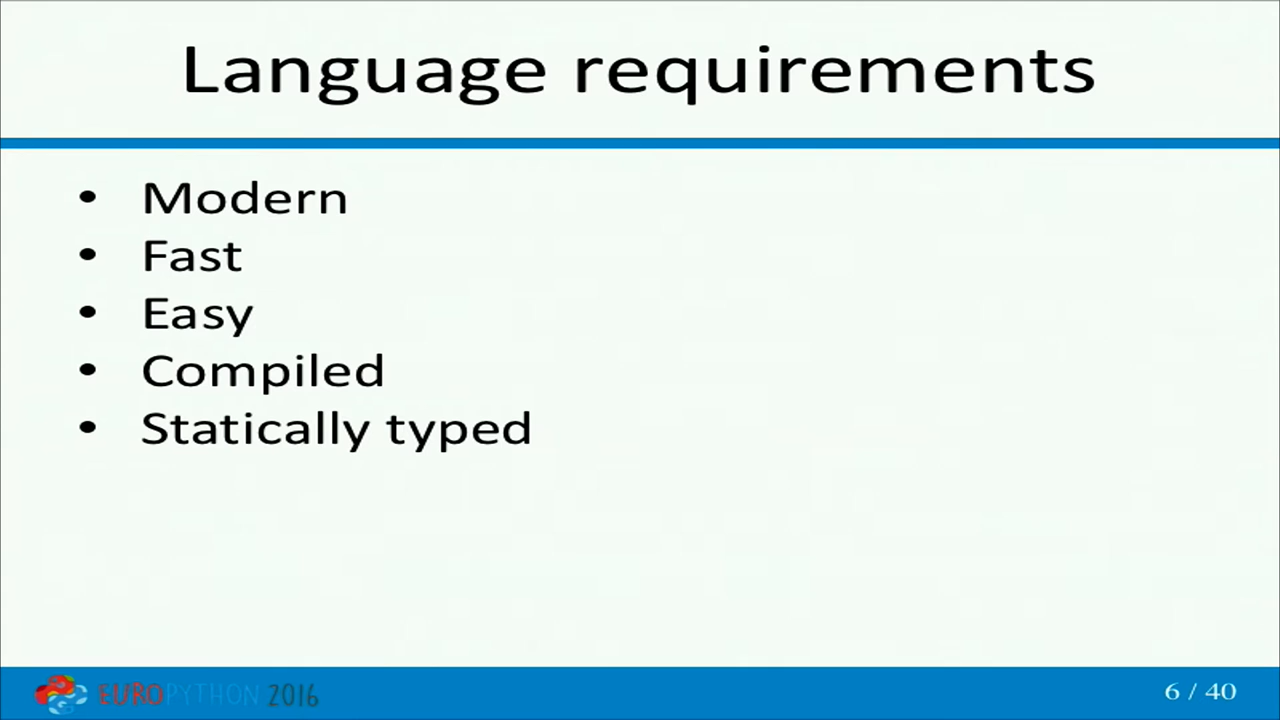 Language requirements
• Modern
• Fast
• Easy
• Compiled
• Statically typed
EUROPYTHON 2016
6 / 40